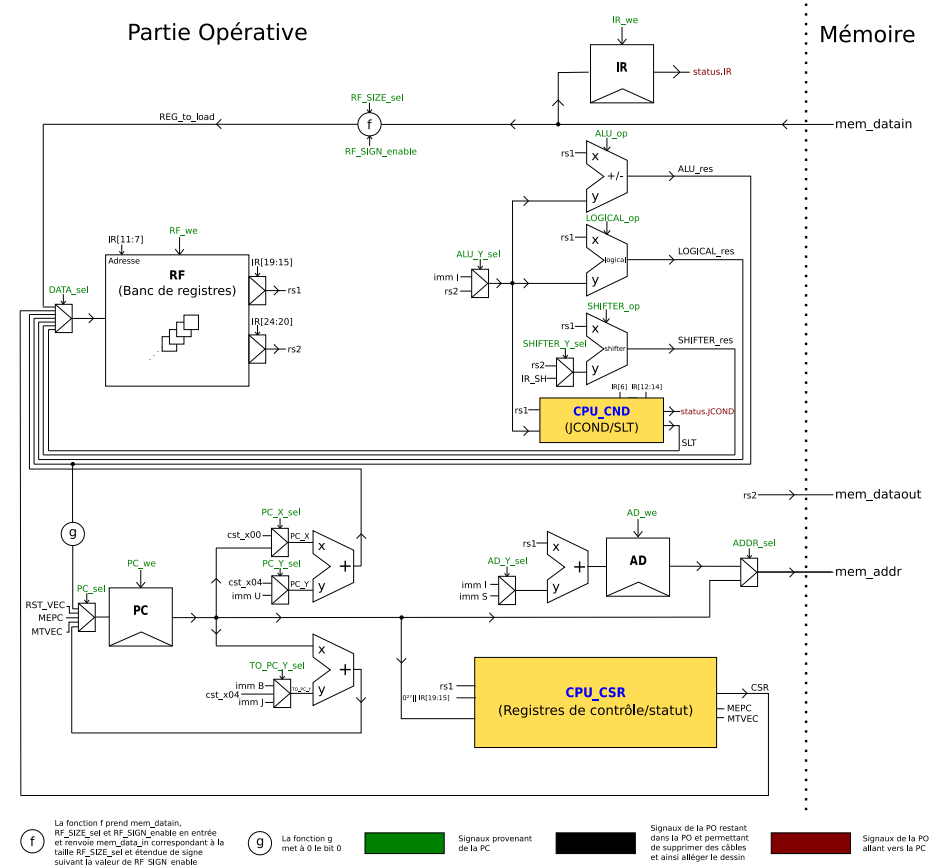 Partie Opérative
Mémoire
IR_we
IR
status.IR
RF_SIZE_sel
REG_to_load
f
mem_datain
RF_SIGN_enable
ALU_op
rs1
x
+/-
y
ALU_res
LOGICAL_op
rs1
x
logical
y
LOGICAL_res
ALU_Y_sel
imm I
rs2
IR[11:7]
RF_we
Adresse
RF
(Banc de registres)
IR[19:15]
rs1
IR[24:20]
rs2
DATA_sel
SHIFTER_op
rs1
x
shifter
y
SHIFTER_res
SHIFTER_Y_sel
rs2
IR_SH
IR[6]
IR[12:14]
rs1
CPU_CND
(JCOND/SLT)
status.JCOND
SLT
rs2
mem_dataout
g
PC_X_sel
cst_x00
PC_X
x
+
y
PC_Y_sel
cst_x04
imm U
PC_Y
AD_we
rs1
x
+
y
AD
AD_Y_sel
imm I
imm S
ADDR_sel
mem_addr
PC_we
PC_sel
RST_VEC
MEPC
MTVEC
PC
x
+
y
TO_PC_Y_sel
imm B
cst_x04
imm J
TO_PC_Y
rs1
0²⁷|| IR[19:15]
CPU_CSR
(Registres de contrôle/statut)
CSR
MEPC
MTVEC
f
La fonction f prend mem_datain,
RF_SIZE_sel et RF_SIGN_enable en entrée
et renvoie mem_data_in correspondant à la
taille RF_SIZE_sel et étendue de signe
suivant la valeur de RF_SIGN_enable
g
La fonction g
met à 0 le bit 0
Signaux provenant
de la PC
Signaux de la PO restant
dans la PO et permettant
de supprimer des câbles
et ainsi alléger le dessin
Signaux de la PO
allant vers la PC